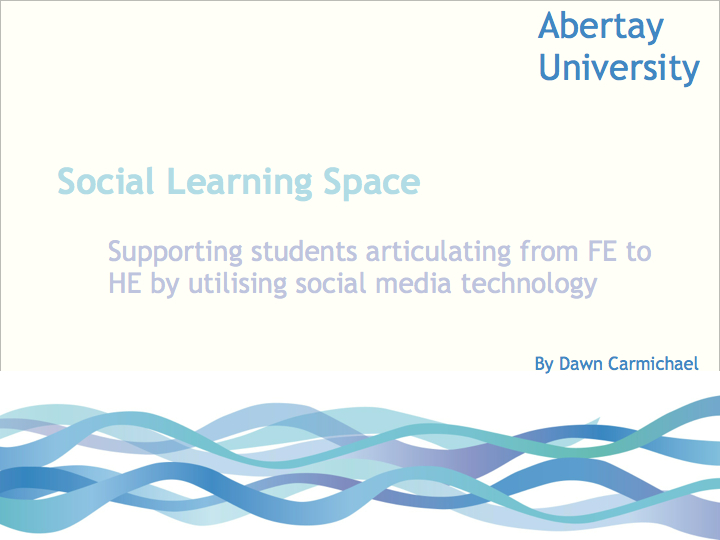 Abertay
University
Social Learning Space
Supporting students articulating from FE to
HE by utilising social media technology
By Dawn Carmichael